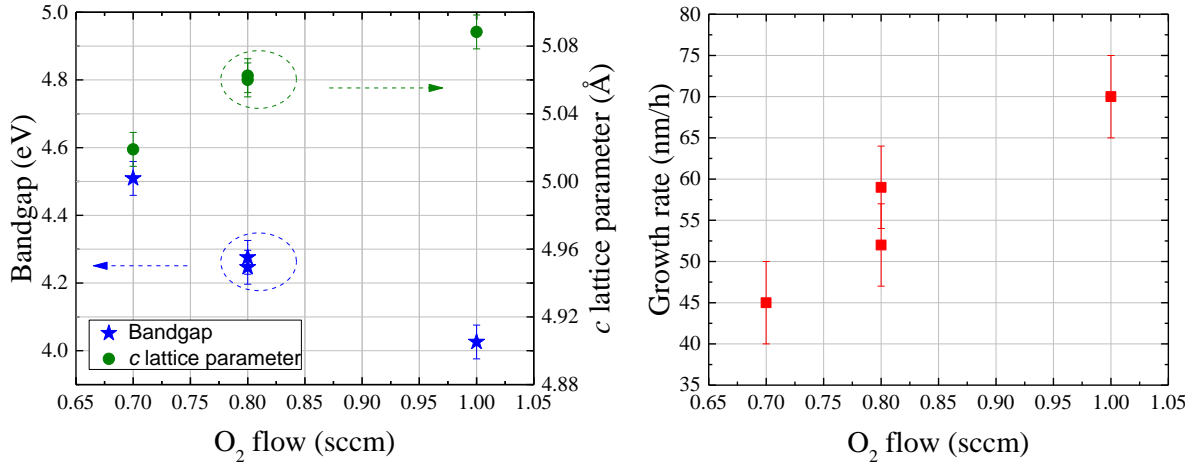 5.0
4.8
4.6
4.4
4.2
4.0
Bandgap (eV)
Bandgap
c lattice parameter
0.65 0.70 0.75 0.80 0.85 0.90 0.95 1.00 1.05
O₂ flow (sccm)
5.08
5.04
5.00
4.96
4.92
4.88
c lattice parameter (Å)
80
75
70
65
60
55
50
45
40
35
Growth rate (nm/h)
0.65 0.70 0.75 0.80 0.85 0.90 0.95 1.00 1.05
O₂ flow (sccm)